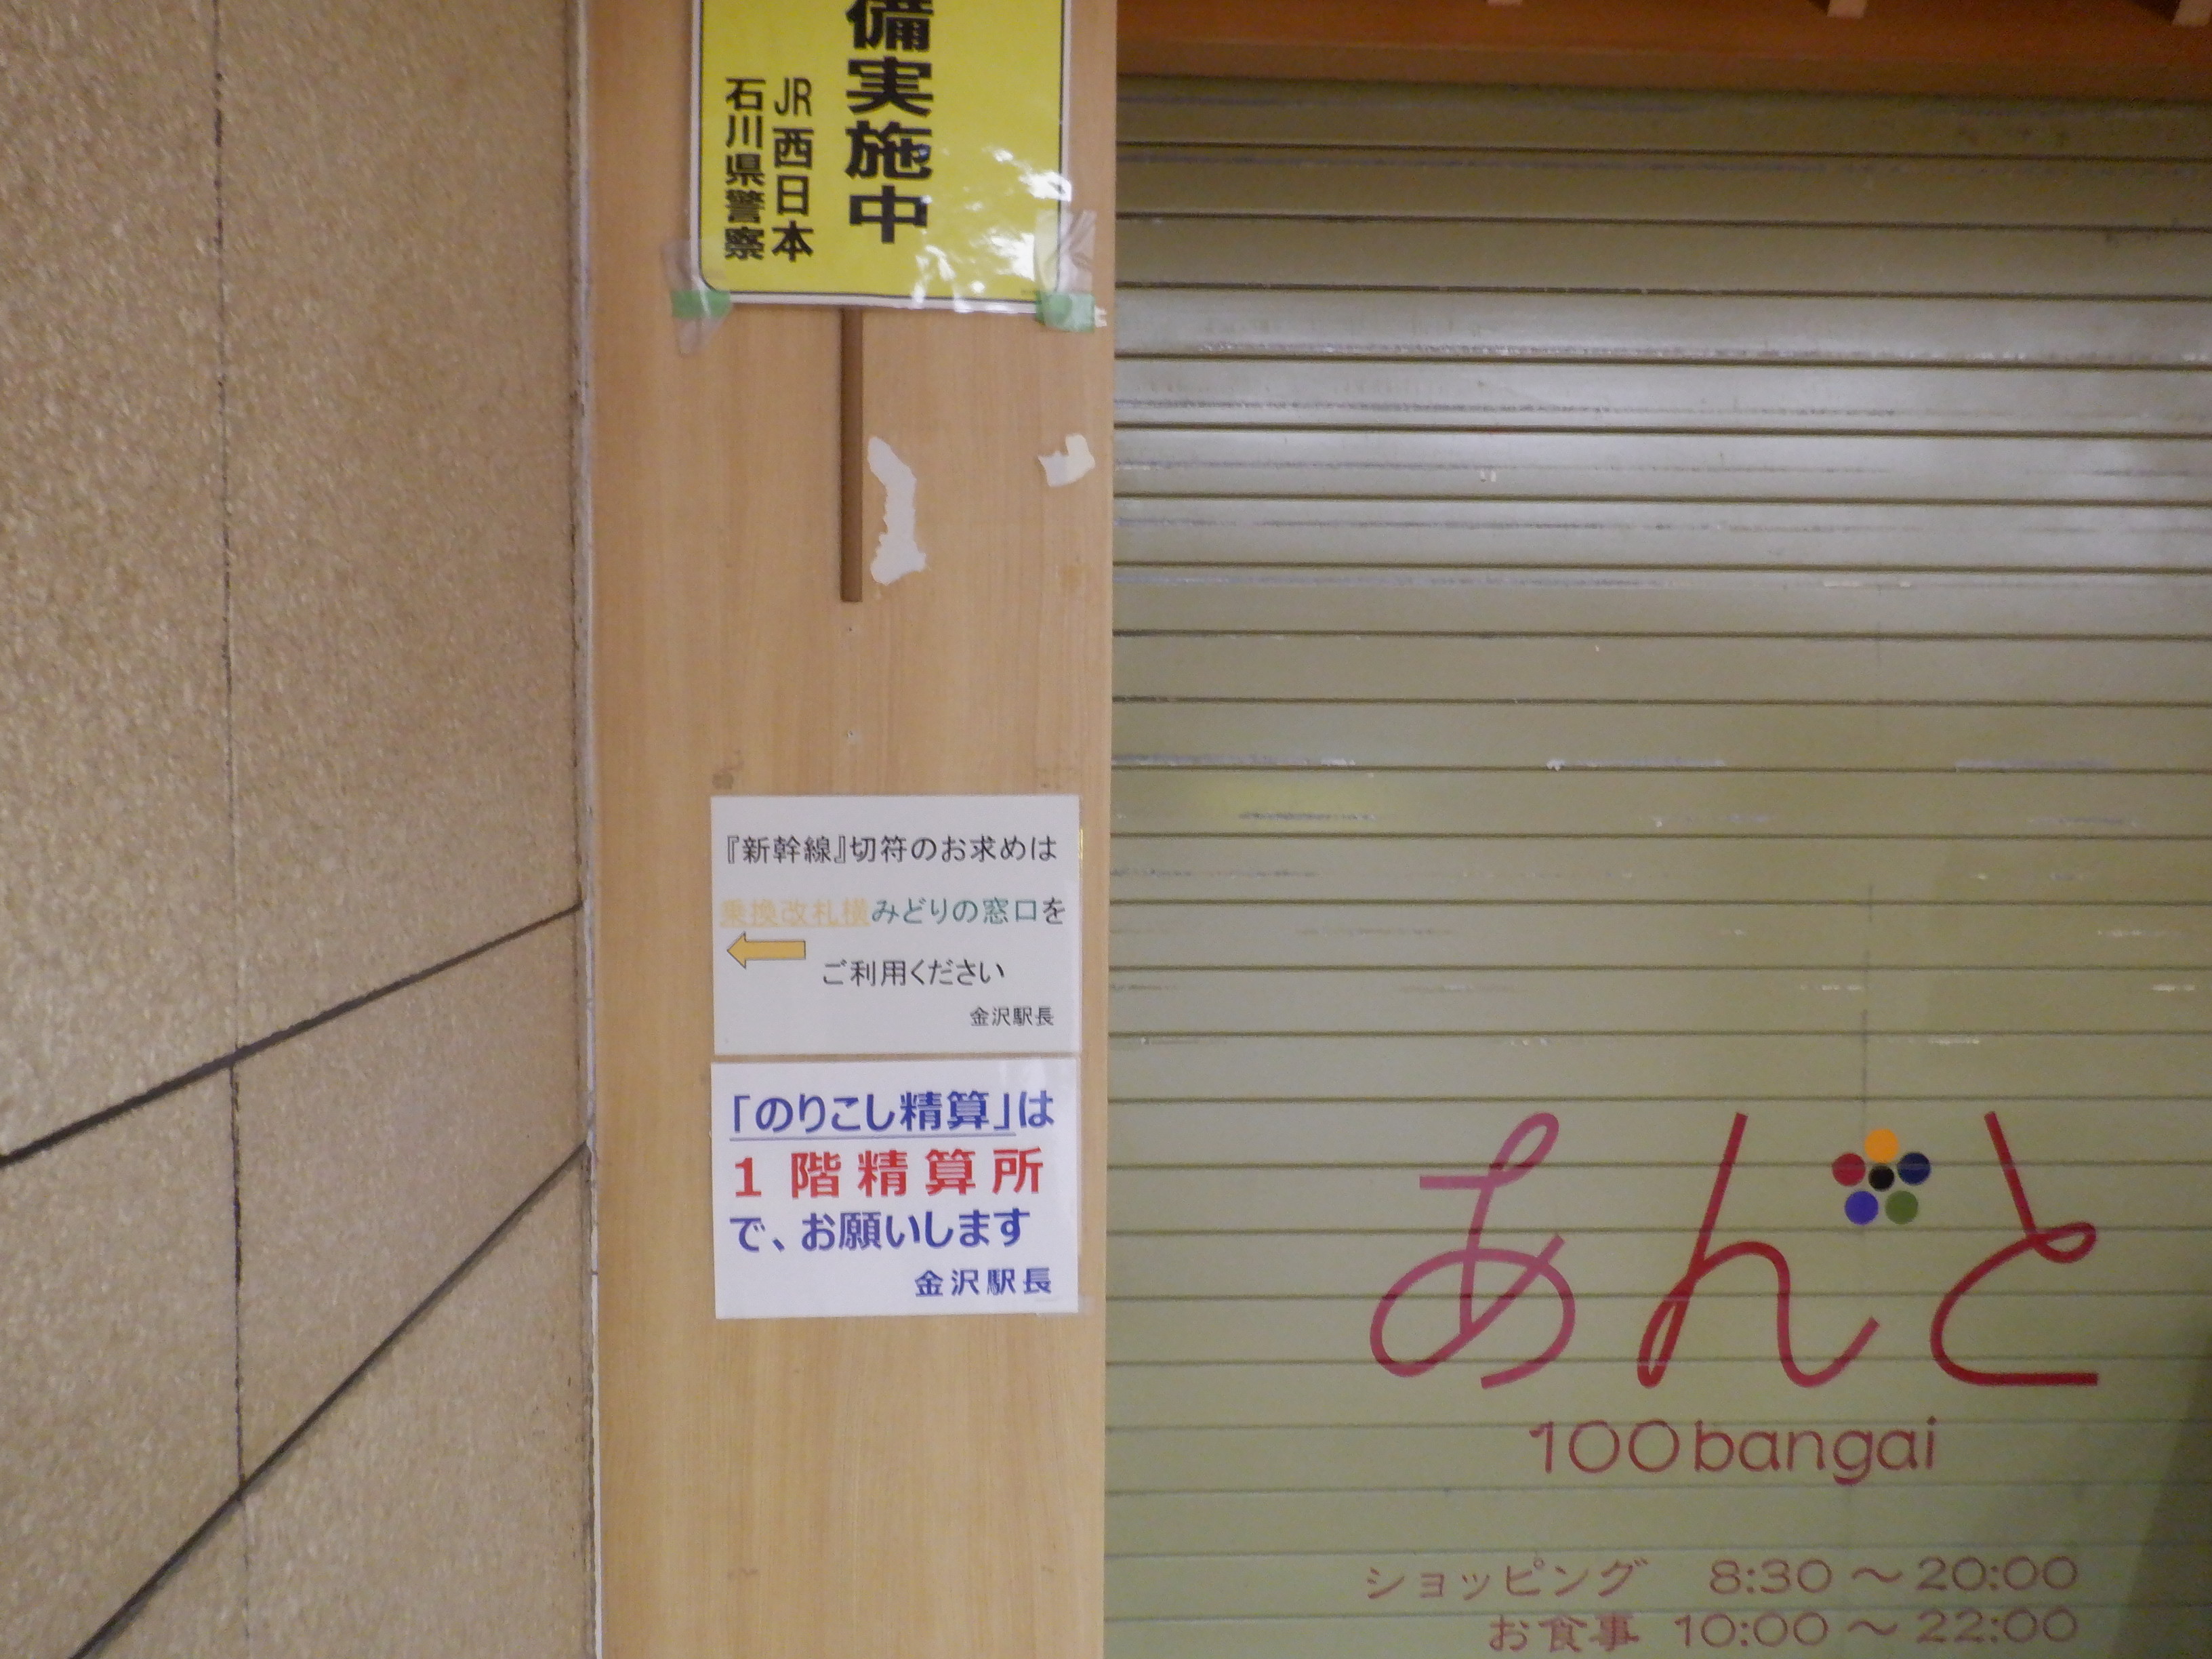 備実施中
JR西日本
石川県警察
『新幹線』切符のお求めは
乗換改札横みどりの窓口を
ご利用ください
金沢駅長
「のりこし精算」は
1階精算所
で、お願いします
金沢駅長
あんと
100bangai
ショッピング 8:30～20:00
お食事 10:00～22:00